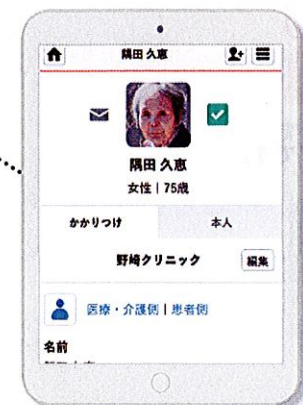 隅田 久恵
隅田 久恵
女性 | 75歳
かかりつけ 本人
野崎クリニック 編集
医療・介護側 | 患者側
名前